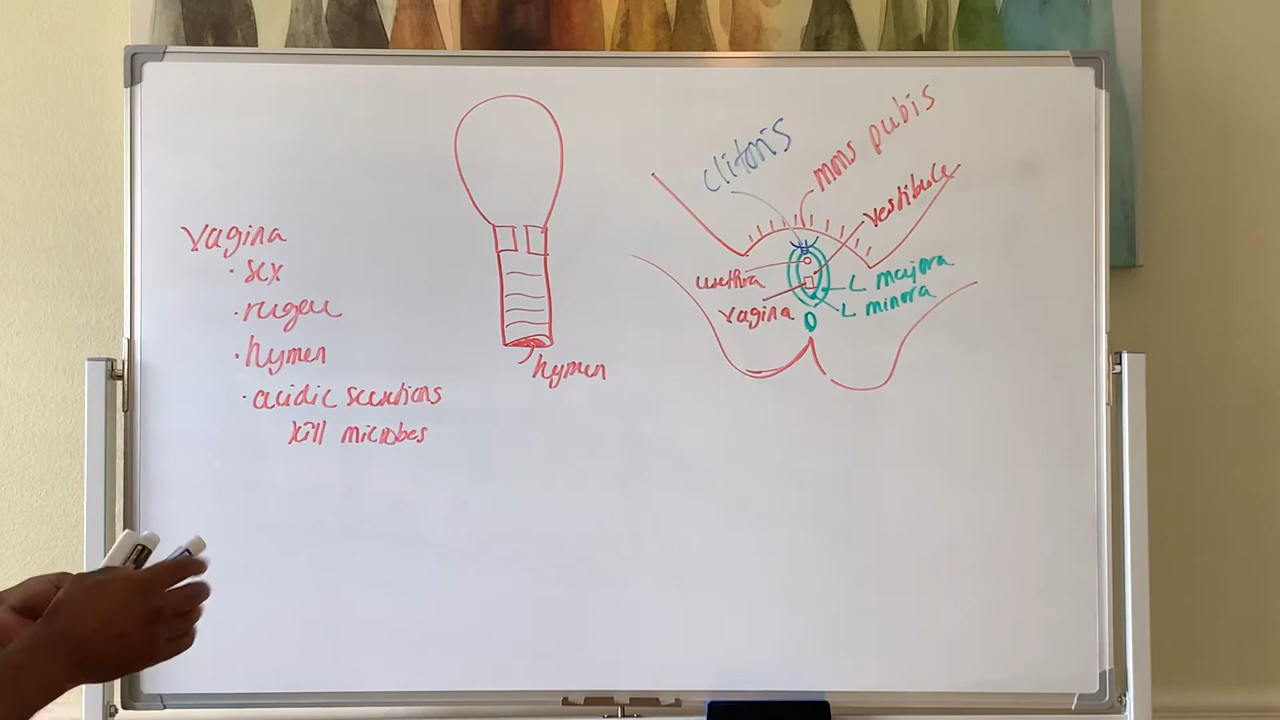 vagina
· sex
· rugae
· hymen
· acidic secretions
kill microbes
hymen
clitoris
mons pubis
vestibule
urethra
vagina
L majora
L minora